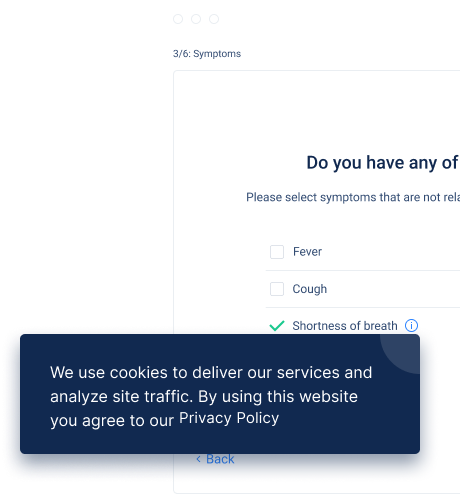 3/6: Symptoms
Do you have any of
Please select symptoms that are not rela
Fever
Cough
Shortness of breath
We use cookies to deliver our services and
analyze site traffic. By using this website
you agree to our Privacy Policy
< Back